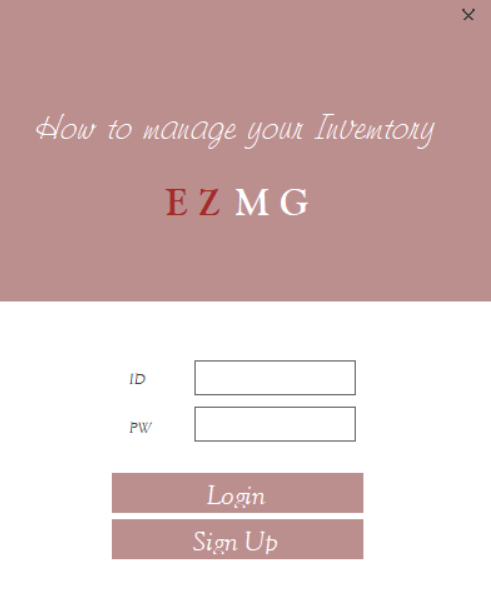 How to manage your Invemtory
E Z M G
ID
PW
Login
Sign Up